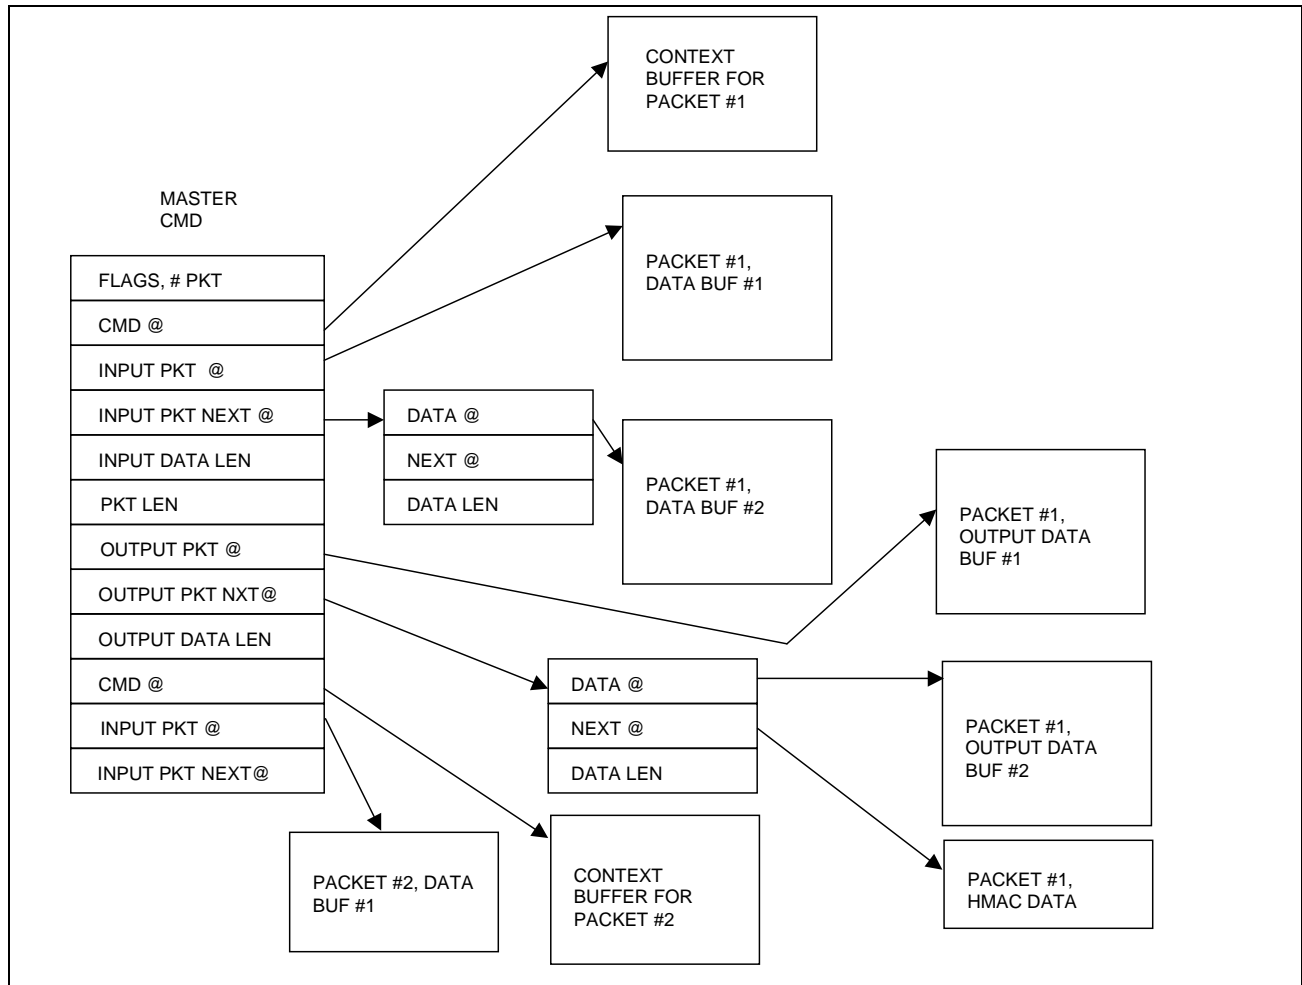 CONTEXT
BUFFER FOR
PACKET #1
MASTER
CMD
FLAGS, # PKT
CMD @
INPUT PKT @
INPUT PKT NEXT @
INPUT DATA LEN
PKT LEN
OUTPUT PKT @
OUTPUT PKT NXT@
OUTPUT DATA LEN
CMD @
INPUT PKT @
INPUT PKT NEXT@
PACKET #1,
DATA BUF #1
DATA @
NEXT @
DATA LEN
PACKET #1,
DATA BUF #2
PACKET #1,
OUTPUT DATA
BUF #1
DATA @
NEXT @
DATA LEN
PACKET #1,
OUTPUT DATA
BUF #2
PACKET #2, DATA
BUF #1
CONTEXT
BUFFER FOR
PACKET #2
PACKET #1,
HMAC DATA